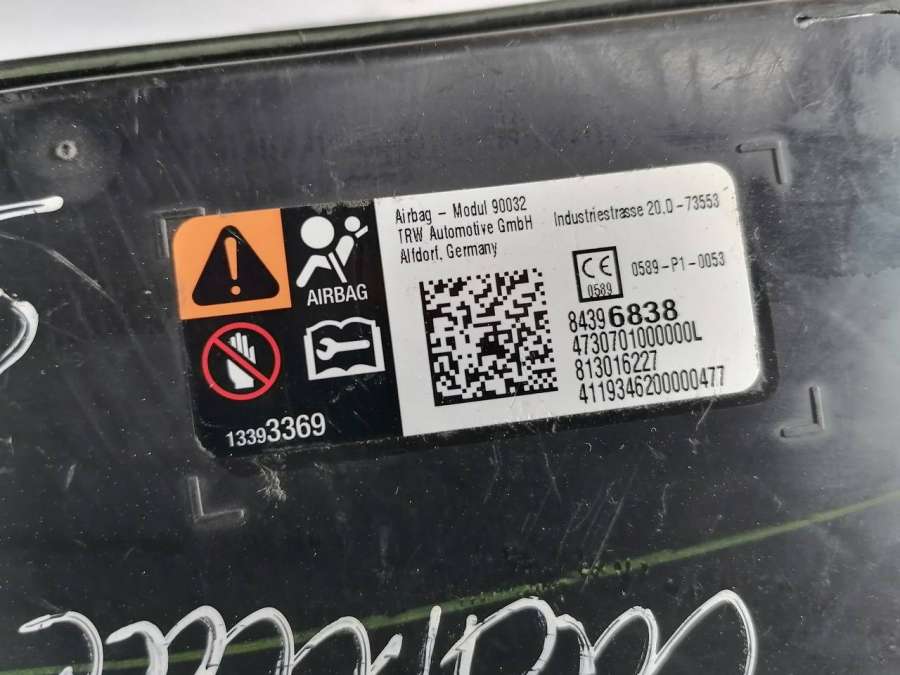 Airbag - Modul 90032
TRW Automotive GmbH
Alfdorf, Germany
Industriestrasse 20.D-73553
AIRBAG
CE
0589
0589-P1-0053
84396838
4730701000000L
813016227
4119346200000477
13393369